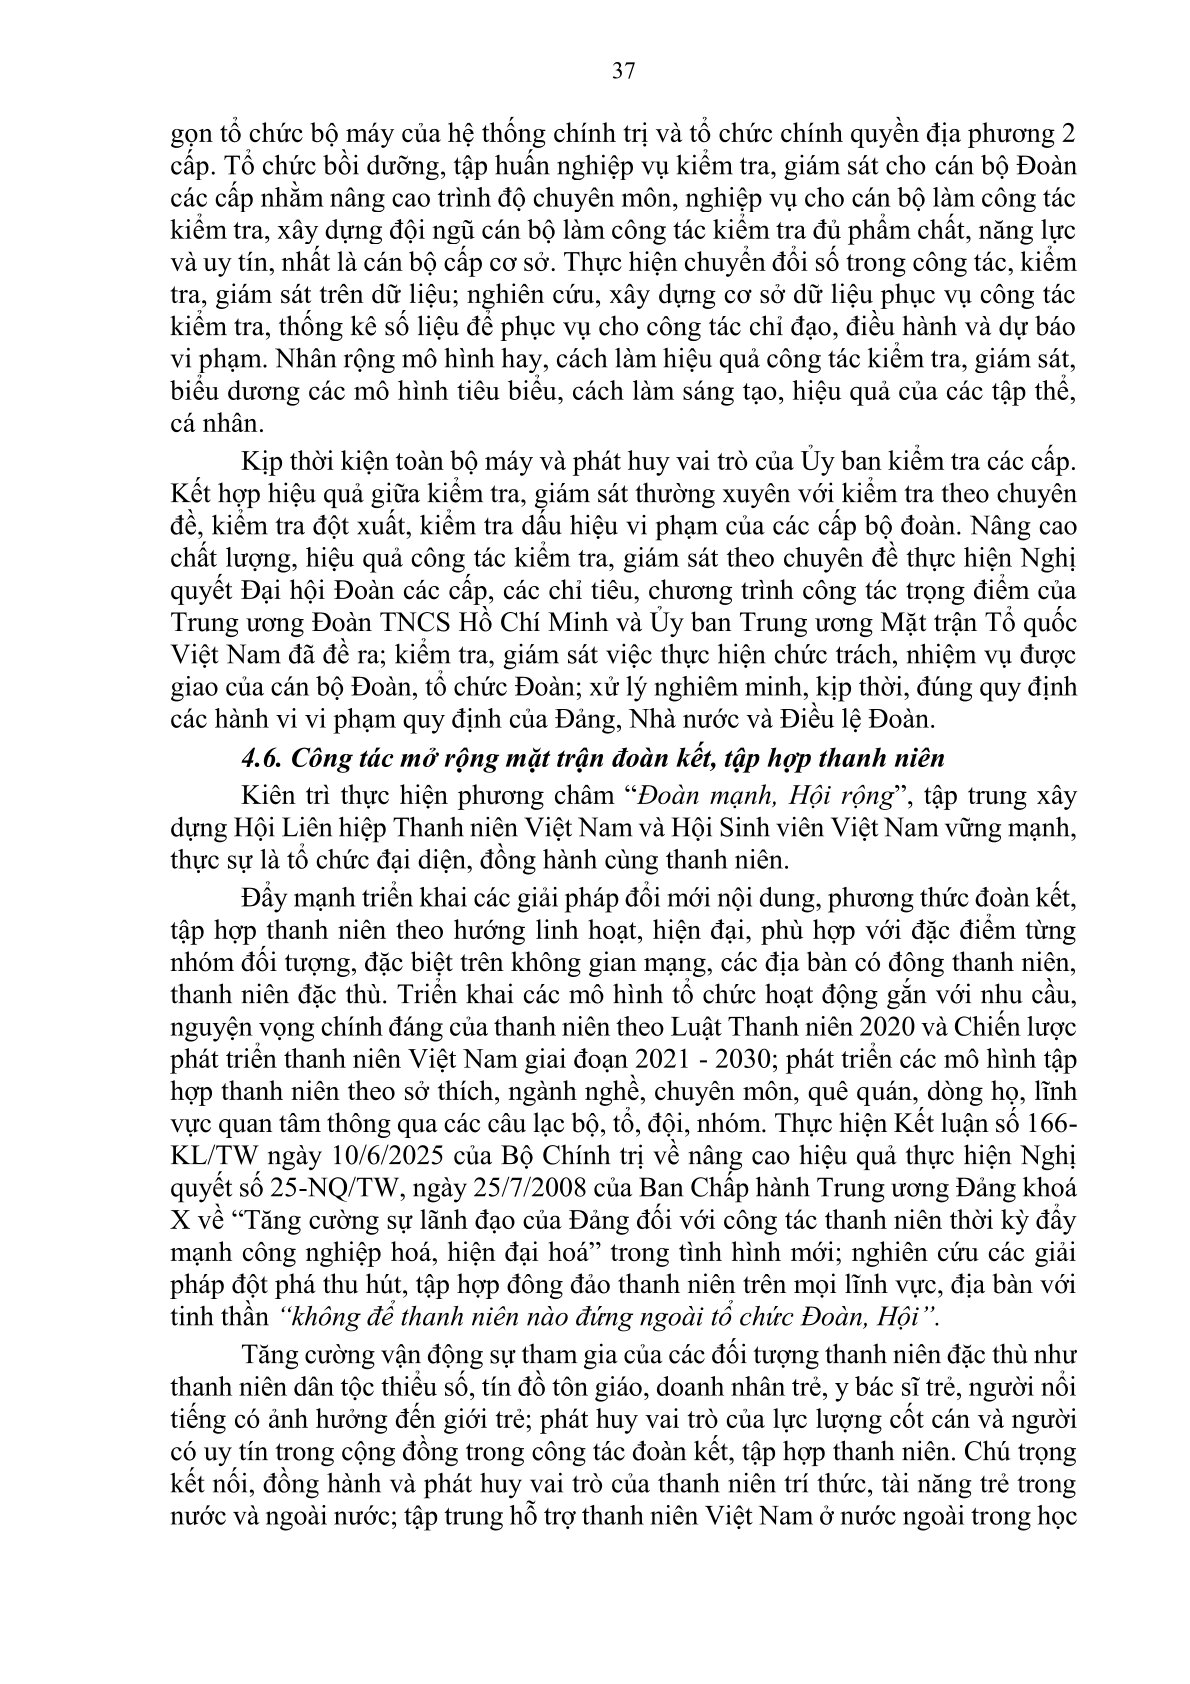 37
gọn tổ chức bộ máy của hệ thống chính trị và tổ chức chính quyền địa phương 2
cấp. Tổ chức bồi dưỡng, tập huấn nghiệp vụ kiểm tra, giám sát cho cán bộ Đoàn
các cấp nhằm nâng cao trình độ chuyên môn, nghiệp vụ cho cán bộ làm công tác
kiểm tra, xây dựng đội ngũ cán bộ làm công tác kiểm tra đủ phẩm chất, năng lực
và uy tín, nhất là cán bộ cấp cơ sở. Thực hiện chuyển đổi số trong công tác, kiểm
tra, giám sát trên dữ liệu; nghiên cứu, xây dựng cơ sở dữ liệu phục vụ công tác
kiểm tra, thống kê số liệu để phục vụ cho công tác chỉ đạo, điều hành và dự báo
vi phạm. Nhân rộng mô hình hay, cách làm hiệu quả công tác kiểm tra, giám sát,
biểu dương các mô hình tiêu biểu, cách làm sáng tạo, hiệu quả của các tập thể,
cá nhân.
Kịp thời kiện toàn bộ máy và phát huy vai trò của Ủy ban kiểm tra các cấp.
Kết hợp hiệu quả giữa kiểm tra, giám sát thường xuyên với kiểm tra theo chuyên
đề, kiểm tra đột xuất, kiểm tra dấu hiệu vi phạm của các cấp bộ đoàn. Nâng cao
chất lượng, hiệu quả công tác kiểm tra, giám sát theo chuyên đề thực hiện Nghị
quyết Đại hội Đoàn các cấp, các chỉ tiêu, chương trình công tác trọng điểm của
Trung ương Đoàn TNCS Hồ Chí Minh và Ủy ban Trung ương Mặt trận Tổ quốc
Việt Nam đã đề ra; kiểm tra, giám sát việc thực hiện chức trách, nhiệm vụ được
giao của cán bộ Đoàn, tổ chức Đoàn; xử lý nghiêm minh, kịp thời, đúng quy định
các hành vi vi phạm quy định của Đảng, Nhà nước và Điều lệ Đoàn.
4.6. Công tác mở rộng mặt trận đoàn kết, tập hợp thanh niên
Kiên trì thực hiện phương châm “Đoàn mạnh, Hội rộng”, tập trung xây
dựng Hội Liên hiệp Thanh niên Việt Nam và Hội Sinh viên Việt Nam vững mạnh,
thực sự là tổ chức đại diện, đồng hành cùng thanh niên.
Đẩy mạnh triển khai các giải pháp đổi mới nội dung, phương thức đoàn kết,
tập hợp thanh niên theo hướng linh hoạt, hiện đại, phù hợp với đặc điểm từng
nhóm đối tượng, đặc biệt trên không gian mạng, các địa bàn có đông thanh niên,
thanh niên đặc thù. Triển khai các mô hình tổ chức hoạt động gắn với nhu cầu,
nguyện vọng chính đáng của thanh niên theo Luật Thanh niên 2020 và Chiến lược
phát triển thanh niên Việt Nam giai đoạn 2021 - 2030; phát triển các mô hình tập
hợp thanh niên theo sở thích, ngành nghề, chuyên môn, quê quán, dòng họ, lĩnh
vực quan tâm thông qua các câu lạc bộ, tổ, đội, nhóm. Thực hiện Kết luận số 166-
KL/TW ngày 10/6/2025 của Bộ Chính trị về nâng cao hiệu quả thực hiện Nghị
quyết số 25-NQ/TW, ngày 25/7/2008 của Ban Chấp hành Trung ương Đảng khoá
X về “Tăng cường sự lãnh đạo của Đảng đối với công tác thanh niên thời kỳ đẩy
mạnh công nghiệp hoá, hiện đại hoá” trong tình hình mới; nghiên cứu các giải
pháp đột phá thu hút, tập hợp đông đảo thanh niên trên mọi lĩnh vực, địa bàn với
tinh thần “không để thanh niên nào đứng ngoài tổ chức Đoàn, Hội”.
Tăng cường vận động sự tham gia của các đối tượng thanh niên đặc thù như
thanh niên dân tộc thiểu số, tín đồ tôn giáo, doanh nhân trẻ, y bác sĩ trẻ, người nổi
tiếng có ảnh hưởng đến giới trẻ; phát huy vai trò của lực lượng cốt cán và người
có uy tín trong cộng đồng trong công tác đoàn kết, tập hợp thanh niên. Chú trọng
kết nối, đồng hành và phát huy vai trò của thanh niên trí thức, tài năng trẻ trong
nước và ngoài nước; tập trung hỗ trợ thanh niên Việt Nam ở nước ngoài trong học